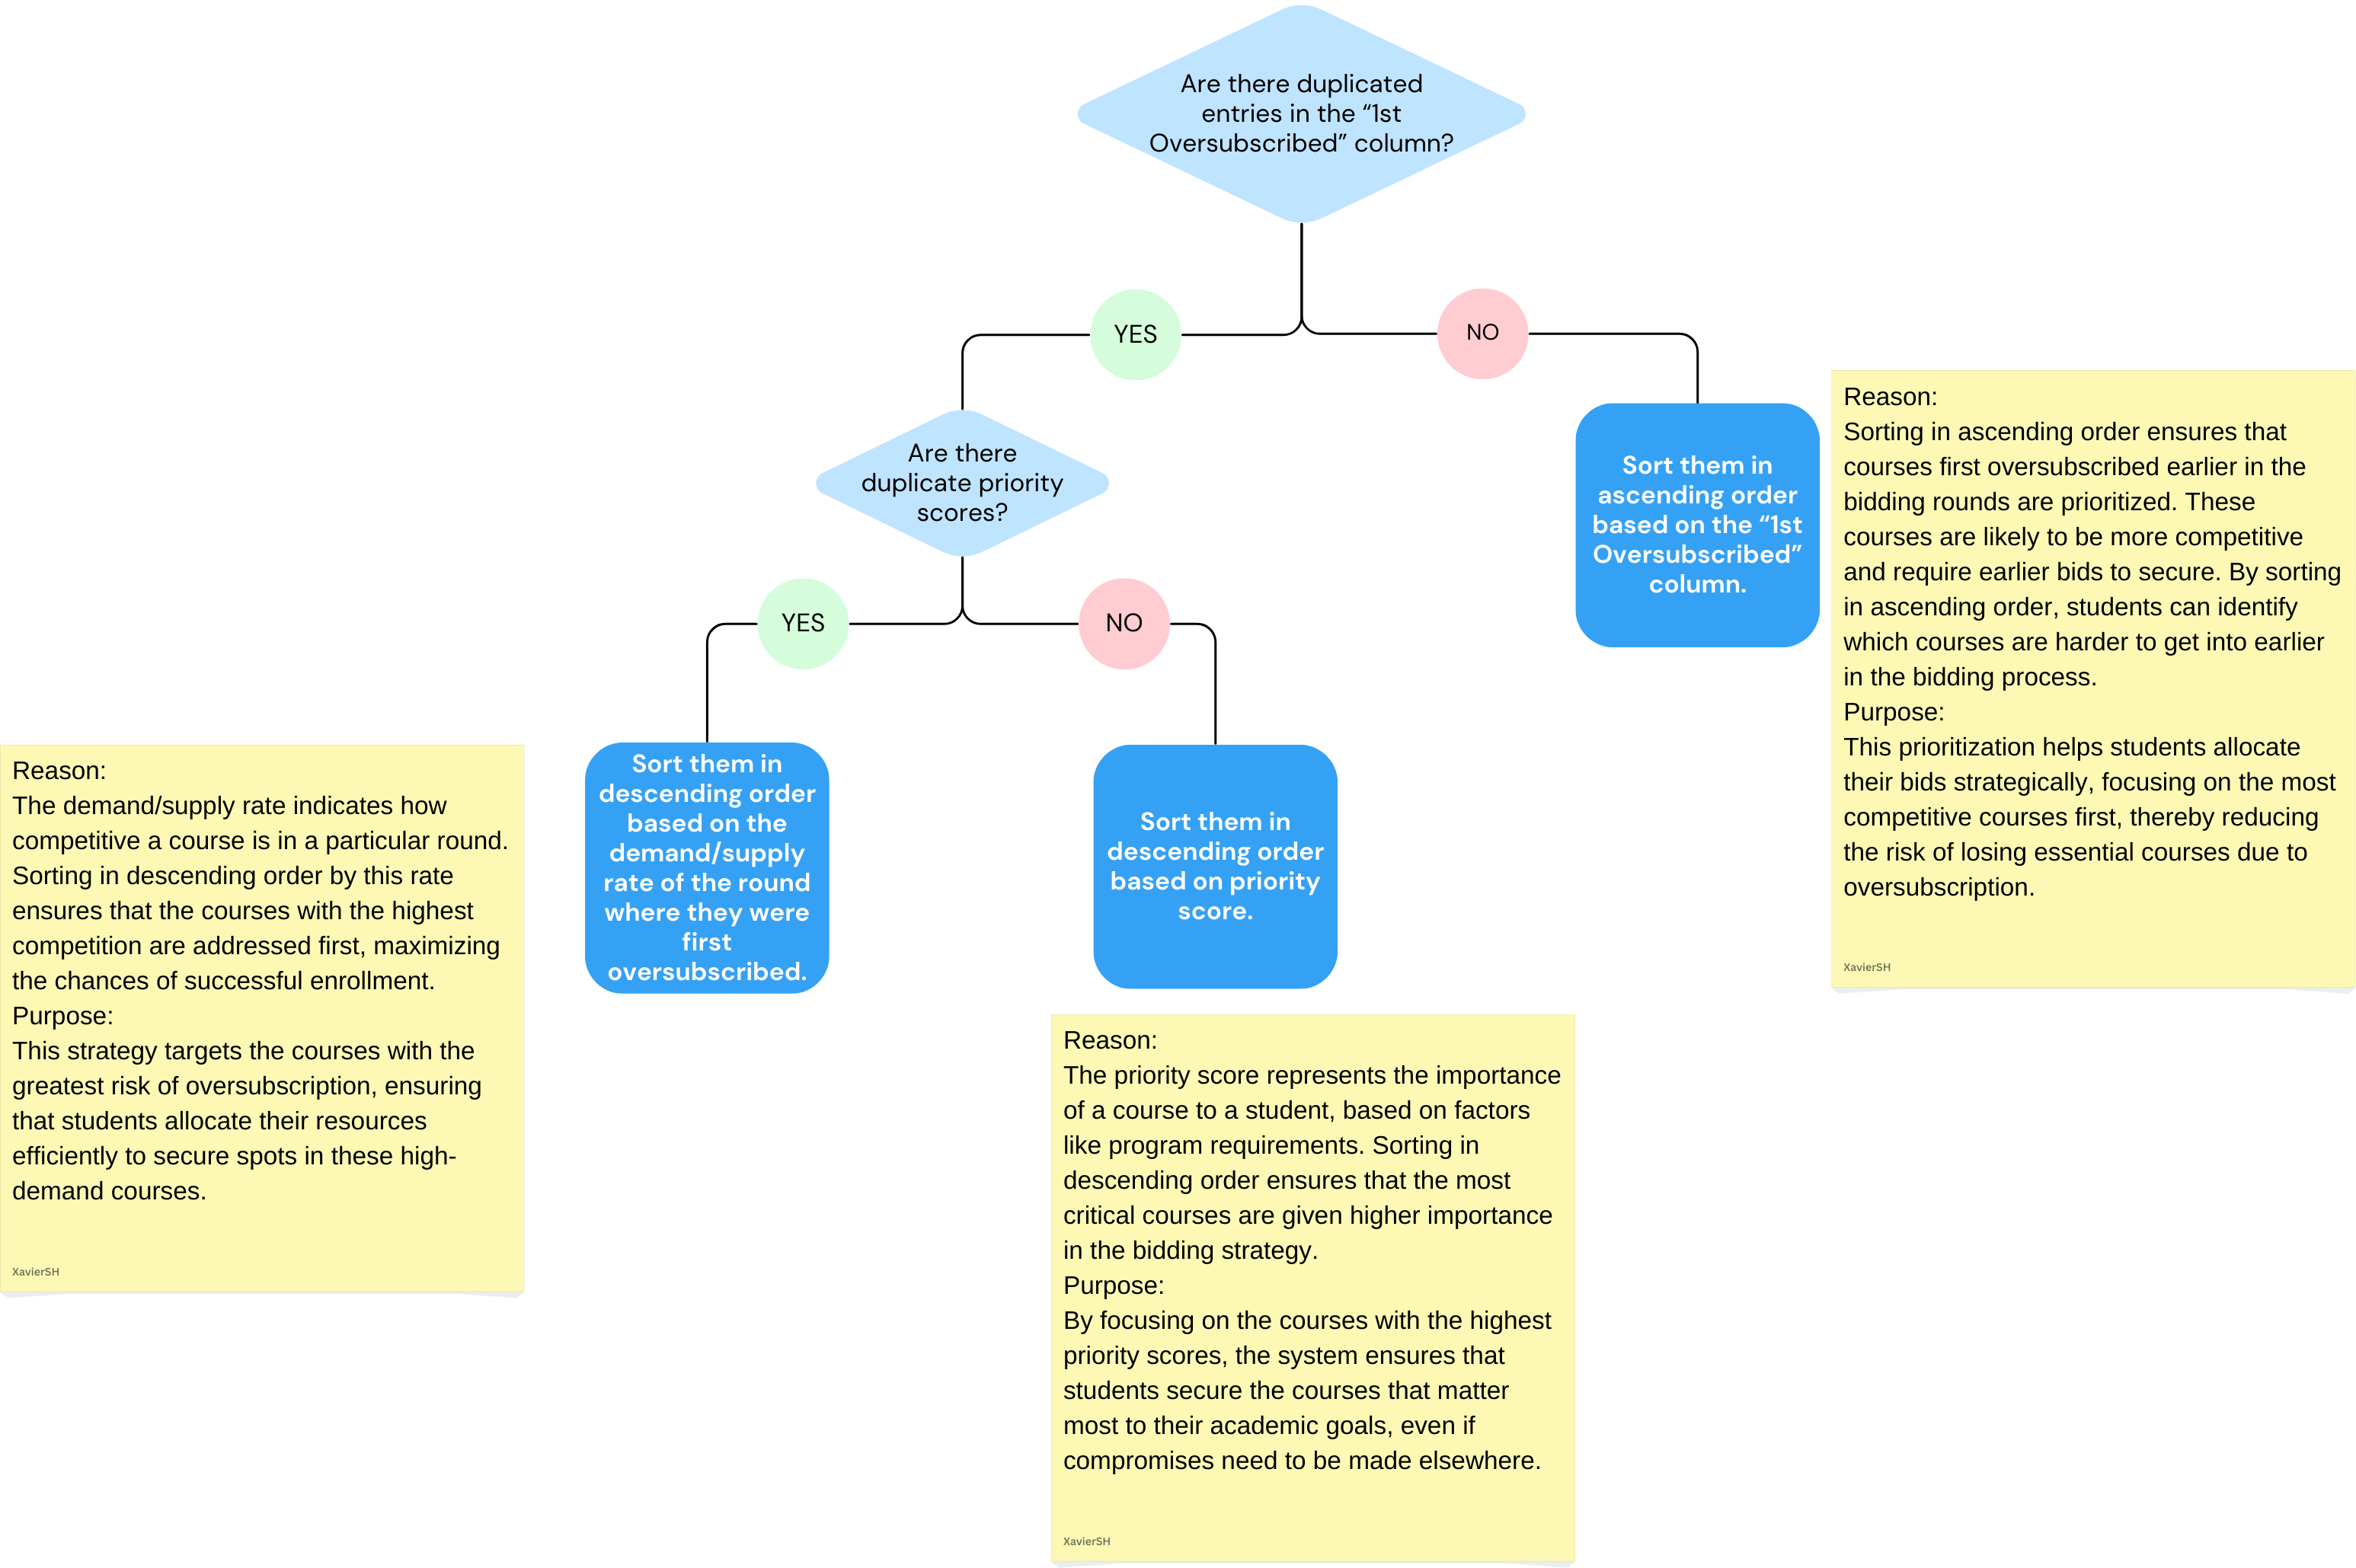 Are there duplicated
entries in the “1st
Oversubscribed” column?
YES
NO
Are there
duplicate priority
scores?
Sort them in
ascending order
based on the “1st
Oversubscribed”
column.
Reason:
Sorting in ascending order ensures that
courses first oversubscribed earlier in the
bidding rounds are prioritized. These
courses are likely to be more competitive
and require earlier bids to secure. By sorting
in ascending order, students can identify
which courses are harder to get into earlier
in the bidding process.
Purpose:
This prioritization helps students allocate
their bids strategically, focusing on the most
competitive courses first, thereby reducing
the risk of losing essential courses due to
oversubscription.
XavierSH
YES
NO
Reason:
The demand/supply rate indicates how
competitive a course is in a particular round.
Sorting in descending order by this rate
ensures that the courses with the highest
competition are addressed first, maximizing
the chances of successful enrollment.
Purpose:
This strategy targets the courses with the
greatest risk of oversubscription, ensuring
that students allocate their resources
efficiently to secure spots in these high-
demand courses.
XavierSH
Sort them in
descending order
based on the
demand/supply
rate of the round
where they were
first
oversubscribed.
Sort them in
descending order
based on priority
score.
Reason:
The priority score represents the importance
of a course to a student, based on factors
like program requirements. Sorting in
descending order ensures that the most
critical courses are given higher importance
in the bidding strategy.
Purpose:
By focusing on the courses with the highest
priority scores, the system ensures that
students secure the courses that matter
most to their academic goals, even if
compromises need to be made elsewhere.
XavierSH